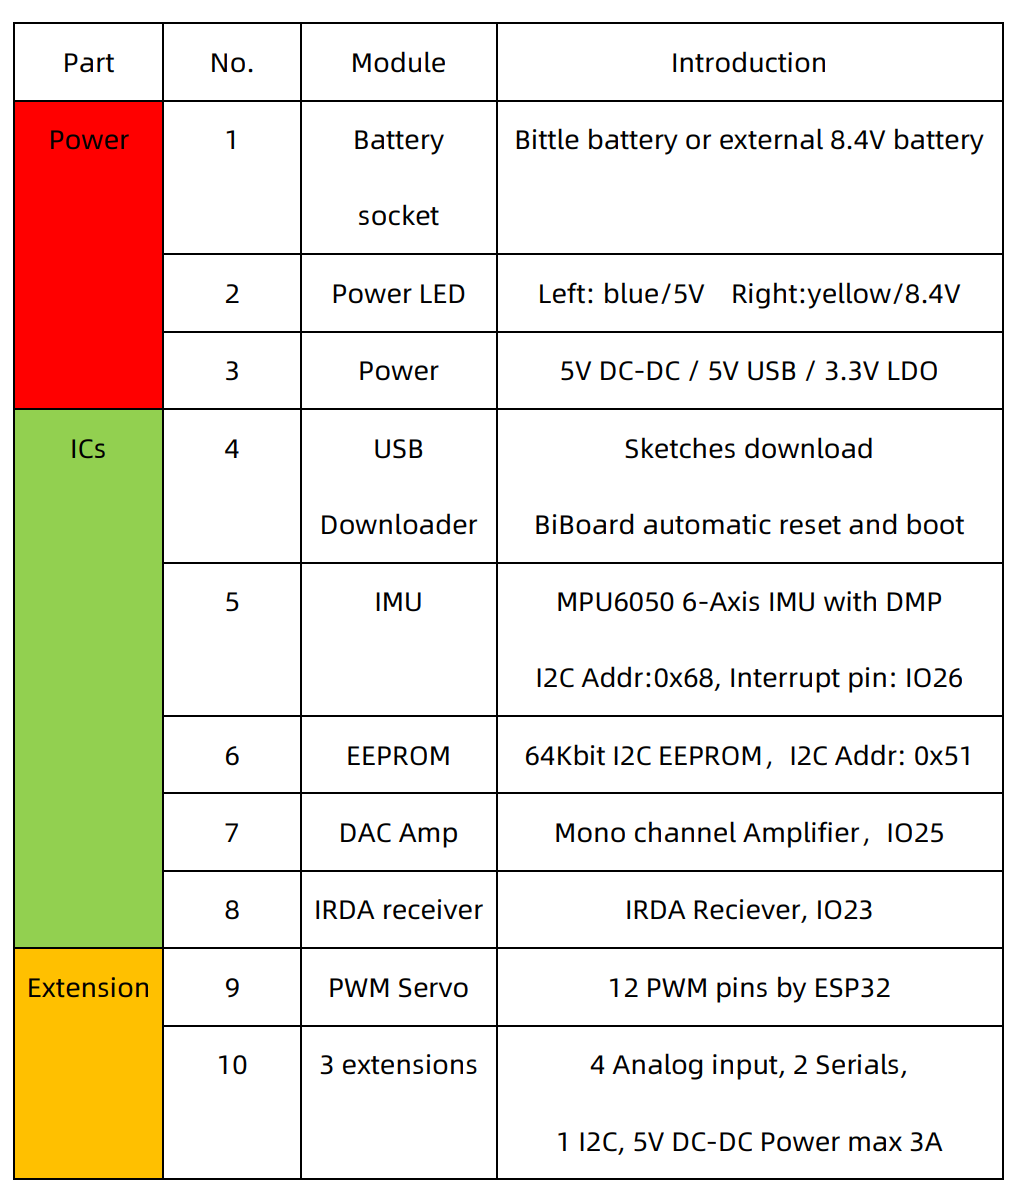 Part No. Module Introduction
Power 1 Battery Bittle battery or external 8.4V battery
socket
2 Power LED Left: blue/5V Right:yellow/8.4V
3 Power 5V DC-DC / 5V USB / 3.3V LDO
ICs 4 USB Sketches download
Downloader BiBoard automatic reset and boot
5 IMU MPU6050 6-Axis IMU with DMP
I2C Addr:0x68, Interrupt pin: IO26
6 EEPROM 64Kbit I2C EEPROM，I2C Addr: 0x51
7 DAC Amp Mono channel Amplifier，IO25
8 IRDA receiver IRDA Reciever, IO23
Extension 9 PWM Servo 12 PWM pins by ESP32
10 3 extensions 4 Analog input, 2 Serials,
1 I2C, 5V DC-DC Power max 3A